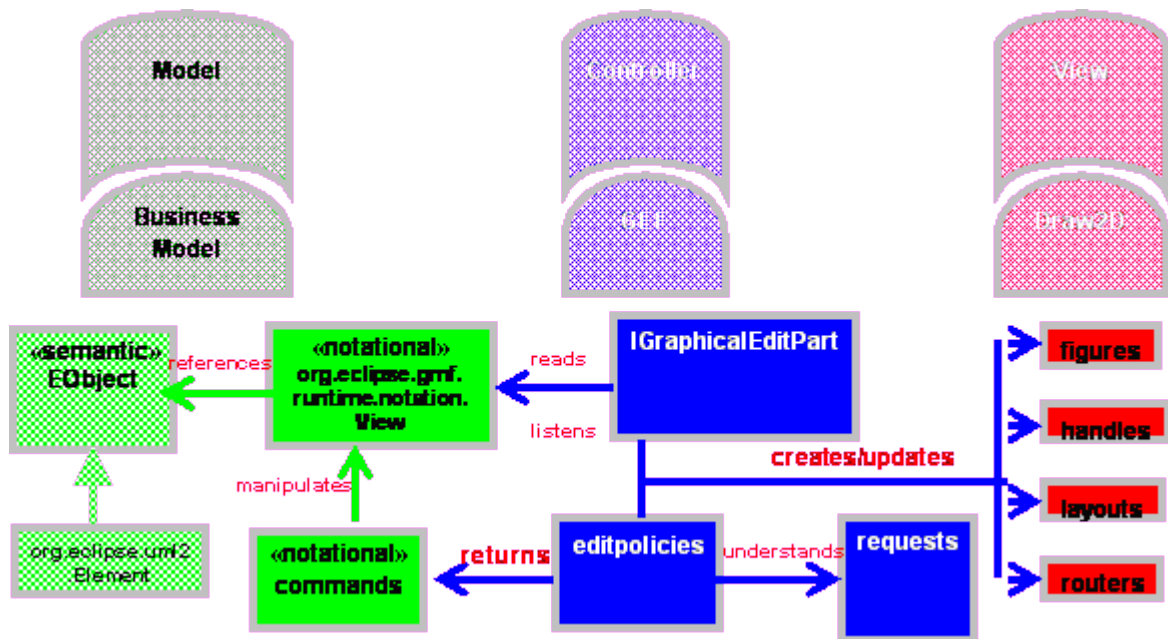 Model
Controller
View
Business
Model
GEF
Draw2D
«semantic»
EObject
references
«notational»
org.eclipse.gmf.
runtime.notation.
View
reads
listens
IGraphicalEditPart
figures
handles
creates/updates
manipulates
layouts
org.eclipse.uml2
Element
«notational»
commands
returns
editpolicies
understands
requests
routers